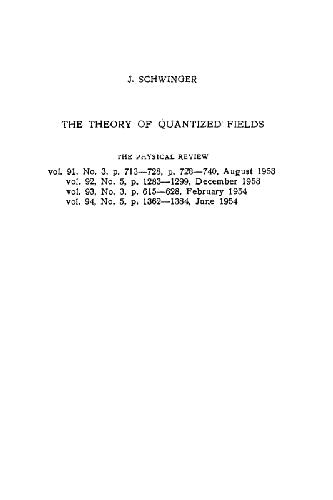 J. SCHWINGER
THE THEORY OF QUANTIZED FIELDS
THE PHYSICAL REVIEW
vol. 91, No. 3, p. 713—728, p. 728—740, August 1953
vol. 92, No. 5, p. 1283—1299, December 1953
vol. 93, No. 3, p. 615—628, February 1954
vol. 94, No. 5, p. 1362—1384, June 1954